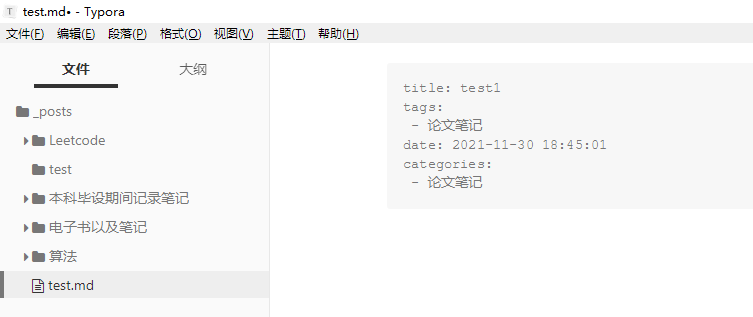 test.md• - Typora
文件(F) 编辑(E) 段落(P) 格式(O) 视图(V) 主题(T) 帮助(H)
文件 大纲
_posts
Leetcode
test
本科毕设期间记录笔记
电子书以及笔记
算法
test.md
title: test1
tags:
- 论文笔记
date: 2021-11-30 18:45:01
categories:
- 论文笔记